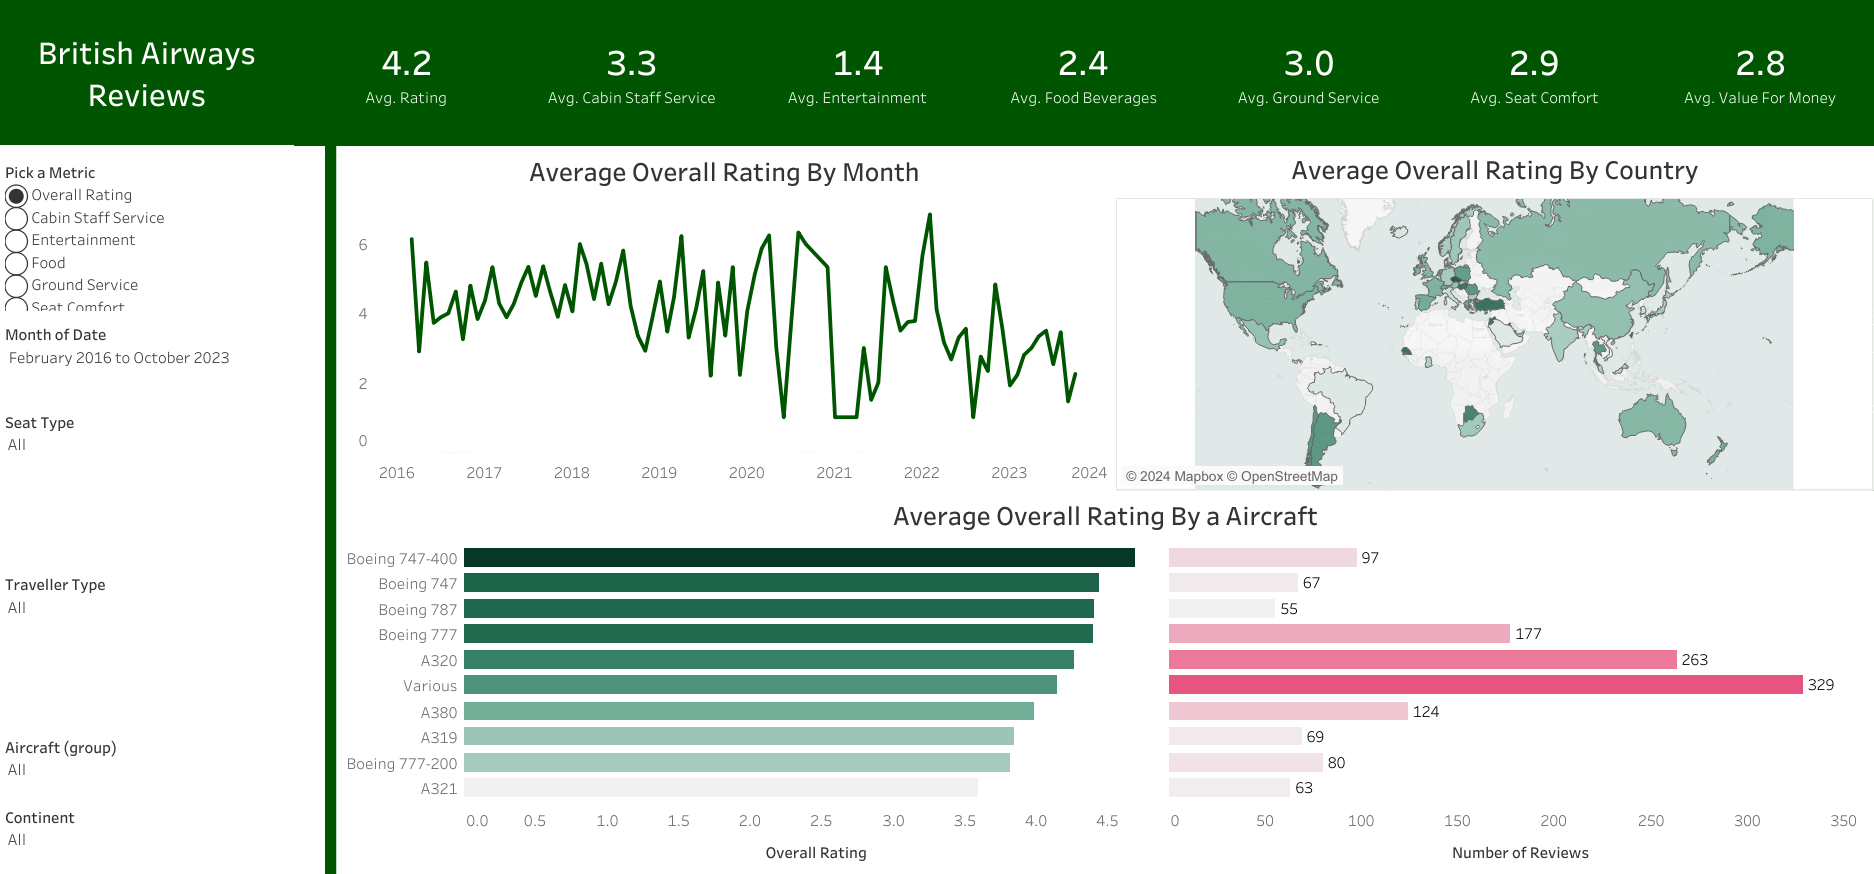 British Airways
Reviews
4.2
Avg. Rating
3.3
Avg. Cabin Staff Service
1.4
Avg. Entertainment
2.4
Avg. Food Beverages
3.0
Avg. Ground Service
2.9
Avg. Seat Comfort
2.8
Avg. Value For Money
Pick a Metric
Overall Rating
Cabin Staff Service
Entertainment
Food
Ground Service
Seat Comfort
Month of Date
February 2016 to October 2023
Seat Type
All
Traveller Type
All
Aircraft (group)
All
Continent
All
Average Overall Rating By Month
6
4
2
0
2016 2017 2018 2019 2020 2021 2022 2023 2024
Average Overall Rating By Country
© 2024 Mapbox © OpenStreetMap
Average Overall Rating By a Aircraft
Boeing 747-400 97
Boeing 747 67
Boeing 787 55
Boeing 777 177
A320 263
Various 329
A380 124
A319 69
Boeing 777-200 80
A321 63
0.0 0.5 1.0 1.5 2.0 2.5 3.0 3.5 4.0 4.5
Overall Rating
0 50 100 150 200 250 300 350
Number of Reviews